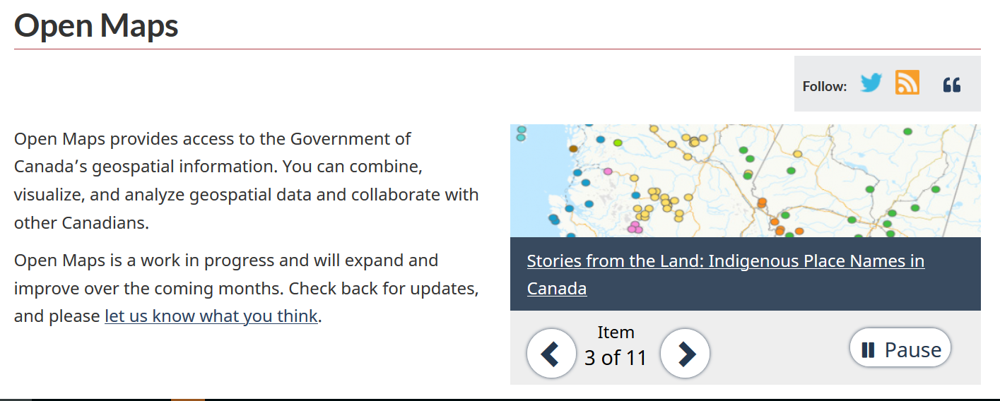 Open Maps
Follow:
Open Maps provides access to the Government of
Canada’s geospatial information. You can combine,
visualize, and analyze geospatial data and collaborate with
other Canadians.
Open Maps is a work in progress and will expand and
improve over the coming months. Check back for updates,
and please let us know what you think.
Stories from the Land: Indigenous Place Names in
Canada
Item
3 of 11
Pause